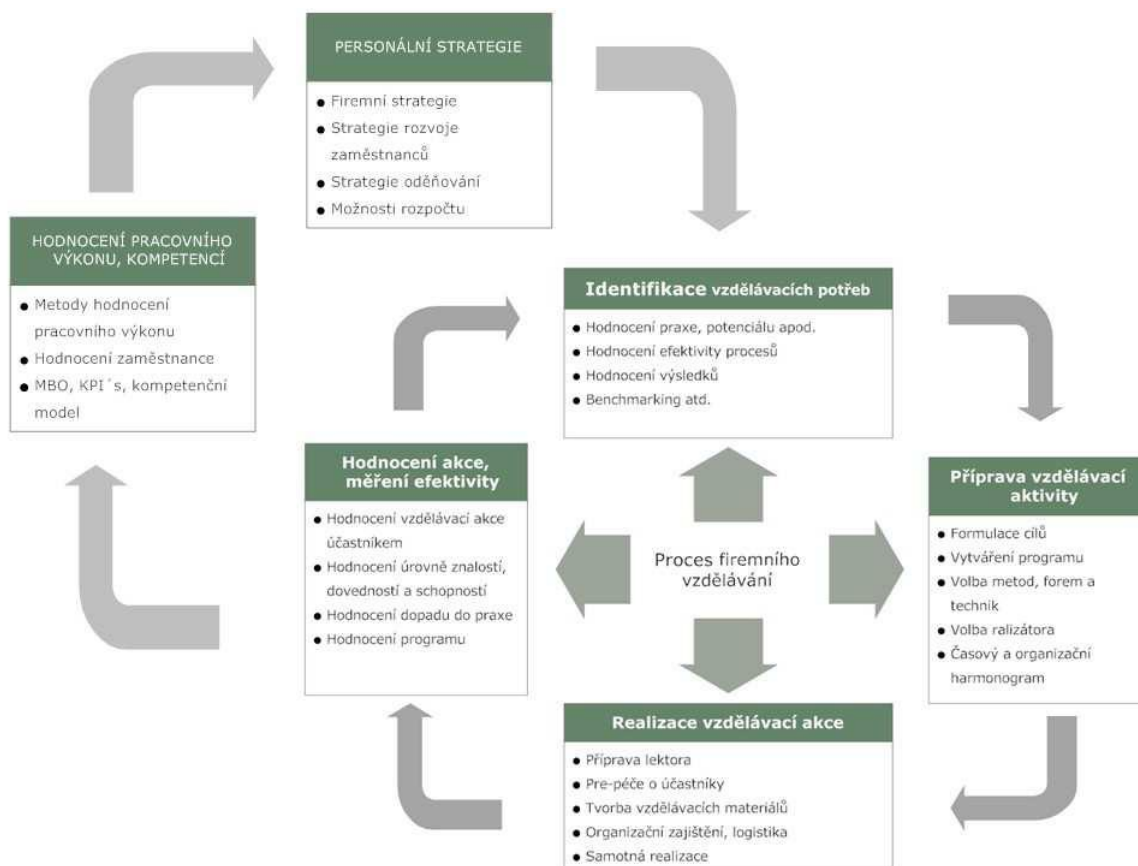 PERSONÁLNÍ STRATEGIE
● Firemní strategie
● Strategie rozvoje
zaměstnanců
● Strategie oděňování
● Možnosti rozpočtu
HODNOCENÍ PRACOVNÍHO
VÝKONU, KOMPETENCÍ
● Metody hodnocení
pracovního výkonu
● Hodnocení zaměstnance
● MBO, KPI´s, kompetenční
model
Identifikace vzdělávacích potřeb
● Hodnocení praxe, potenciálu apod.
● Hodnocení efektivity procesů
● Hodnocení výsledků
● Benchmarking atd.
Hodnocení akce,
měření efektivity
● Hodnocení vzdělávací akce
účastníkem
● Hodnocení úrovně znalostí,
dovedností a schopností
● Hodnocení dopadu do praxe
● Hodnocení programu
Proces firemního
vzdělávání
Příprava vzdělávací
aktivity
● Formulace cílů
● Vytváření programu
● Volba metod, forem a
technik
● Volba ralizátora
● Časový a organizační
harmonogram
Realizace vzdělávací akce
● Příprava lektora
● Pre-péče o účastníky
● Tvorba vzdělávacích materiálů
● Organizační zajištění, logistika
● Samotná realizace